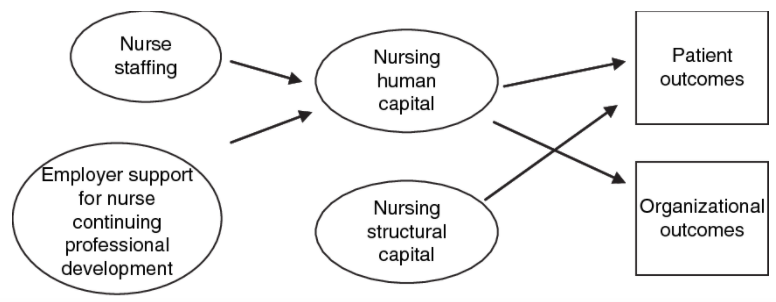 Nurse
staffing
Nursing
human
capital
Patient
outcomes
Employer support
for nurse
continuing
professional
development
Nursing
structural
capital
Organizational
outcomes